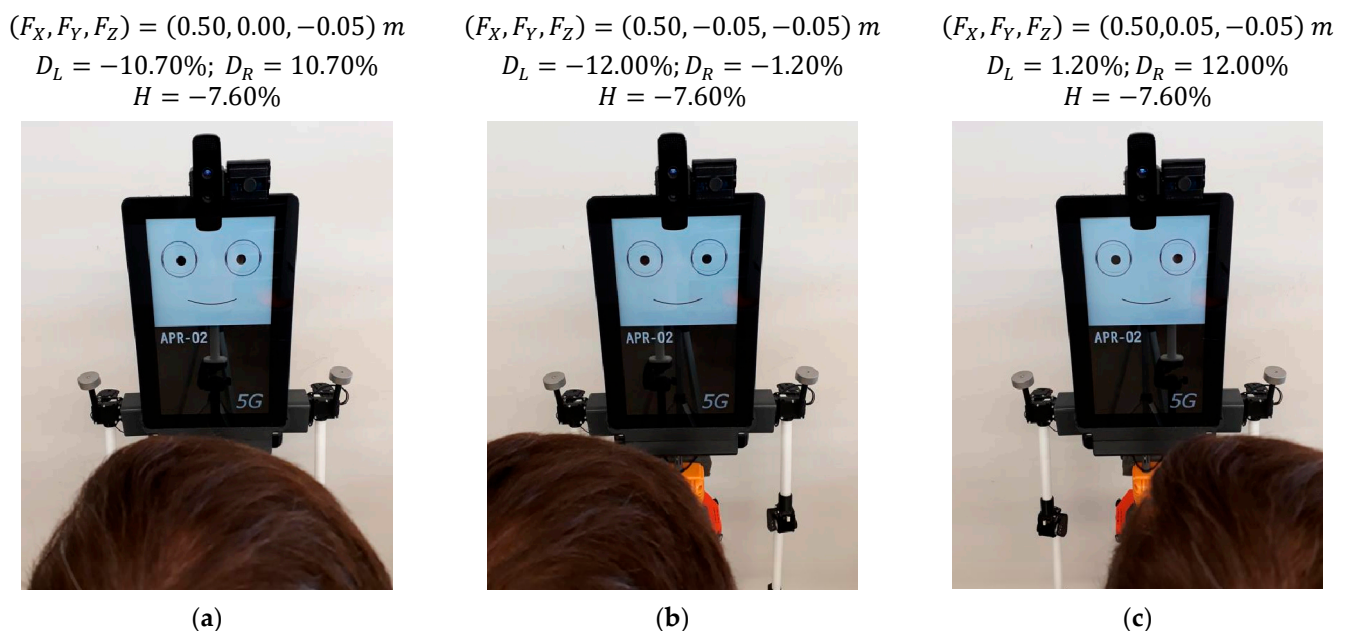 (F_X, F_Y, F_Z) = (0.50, 0.00, −0.05) m
D_L = −10.70%; D_R = 10.70%
H = −7.60%
APR-02
5G
(a)
(F_X, F_Y, F_Z) = (0.50, −0.05, −0.05) m
D_L = −12.00%; D_R = −1.20%
H = −7.60%
APR-02
5G
(b)
(F_X, F_Y, F_Z) = (0.50,0.05, −0.05) m
D_L = 1.20%; D_R = 12.00%
H = −7.60%
APR-02
5G
(c)